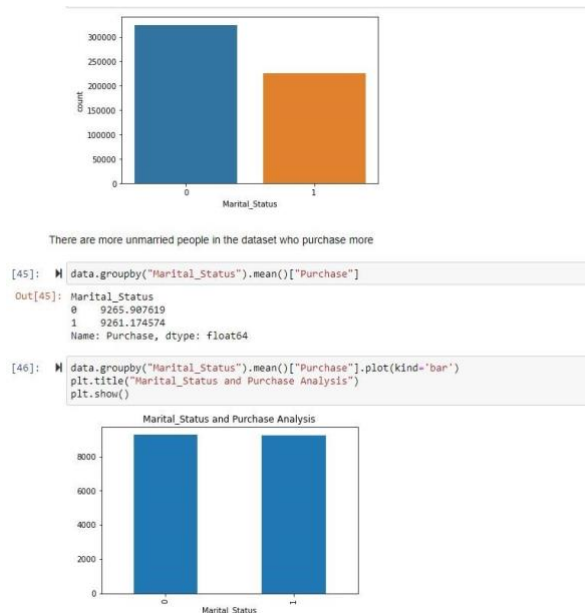 300000
250000
200000
150000
100000
50000
0
count
0 1
Marital_Status
There are more unmarried people in the dataset who purchase more
[45]: data.groupby("Marital_Status").mean()["Purchase"]
Out[45]: Marital_Status
0 9265.907619
1 9261.174574
Name: Purchase, dtype: float64
[46]: data.groupby("Marital_Status").mean()["Purchase"].plot(kind='bar')
plt.title("Marital_Status and Purchase Analysis")
plt.show()
Marital_Status and Purchase Analysis
8000
6000
4000
2000
0
0 1
Marital_Status